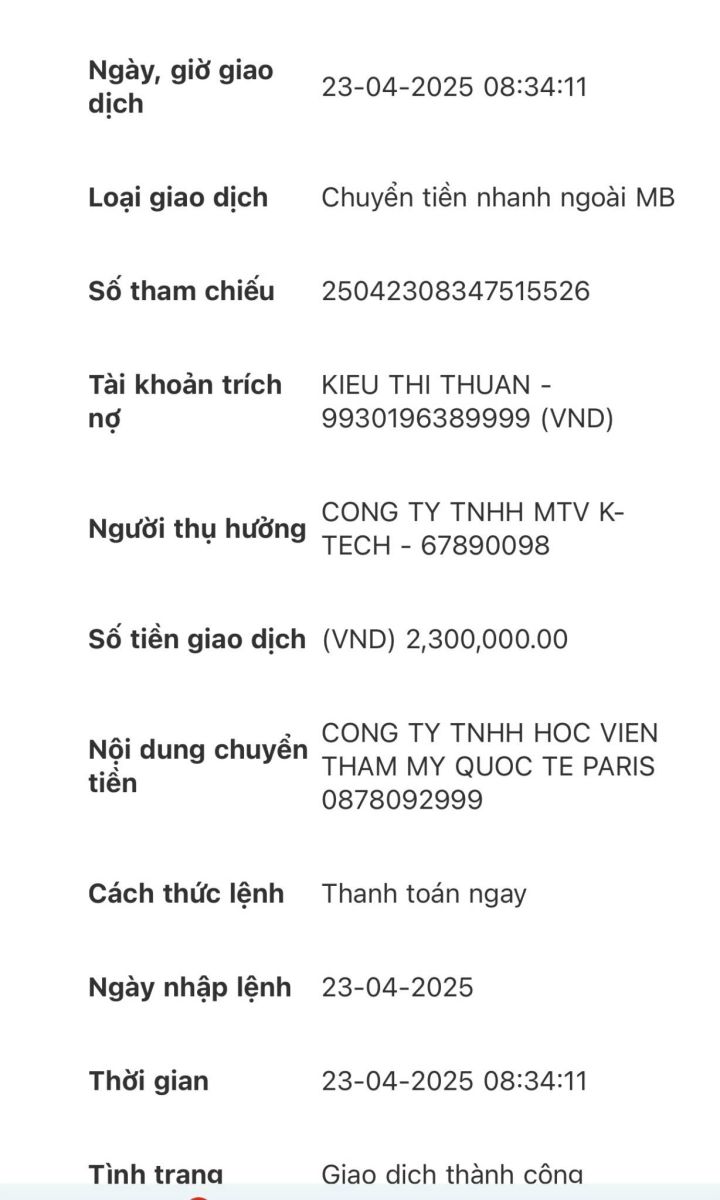 Ngày, giờ giao
dịch
23-04-2025 08:34:11
Loại giao dịch
Chuyển tiền nhanh ngoài MB
Số tham chiếu
25042308347515526
Tài khoản trích
nợ
KIEU THI THUAN -
9930196389999 (VND)
Người thụ hưởng
CONG TY TNHH MTV K-
TECH - 67890098
Số tiền giao dịch
(VND) 2,300,000.00
Nội dung chuyển
tiền
CONG TY TNHH HOC VIEN
THAM MY QUOC TE PARIS
0878092999
Cách thức lệnh
Thanh toán ngay
Ngày nhập lệnh
23-04-2025
Thời gian
23-04-2025 08:34:11
Tình trạng
Giao dịch thành công